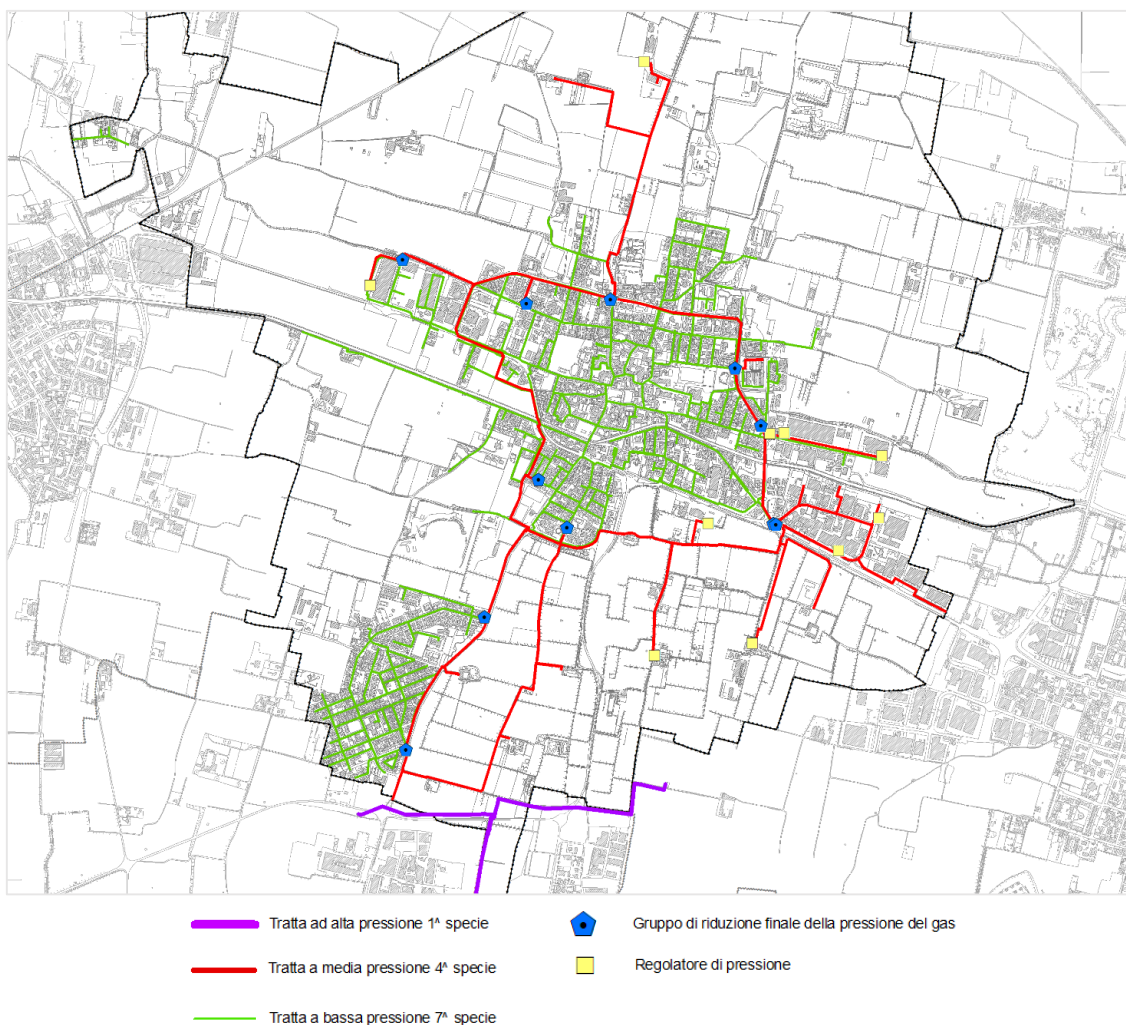 Tratta ad alta pressione 1^ specie
Gruppo di riduzione finale della pressione del gas
Tratta a media pressione 4^ specie
Regolatore di pressione
Tratta a bassa pressione 7^ specie